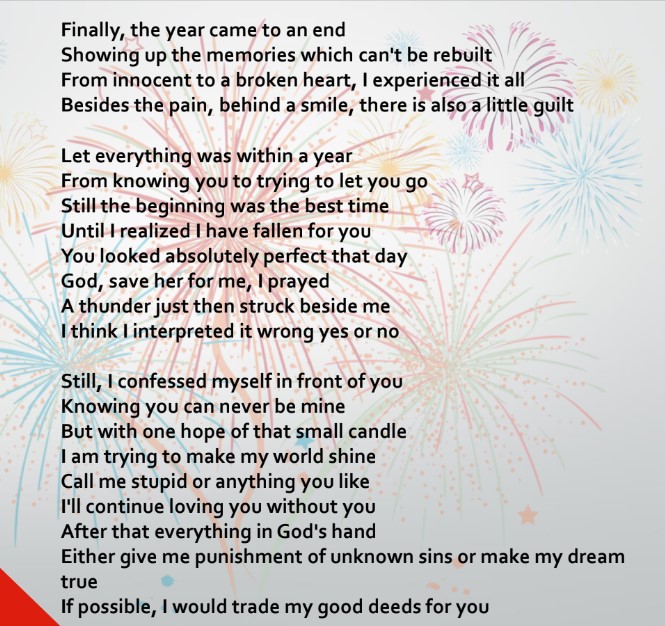 Finally, the year came to an end
Showing up the memories which can't be rebuilt
From innocent to a broken heart, I experienced it all
Besides the pain, behind a smile, there is also a little guilt
Let everything was within a year
From knowing you to trying to let you go
Still the beginning was the best time
Until I realized I have fallen for you
You looked absolutely perfect that day
God, save her for me, I prayed
A thunder just then struck beside me
I think I interpreted it wrong yes or no
Still, I confessed myself in front of you
Knowing you can never be mine
But with one hope of that small candle
I am trying to make my world shine
Call me stupid or anything you like
I'll continue loving you without you
After that everything in God's hand
Either give me punishment of unknown sins or make my dream
true
If possible, I would trade my good deeds for you